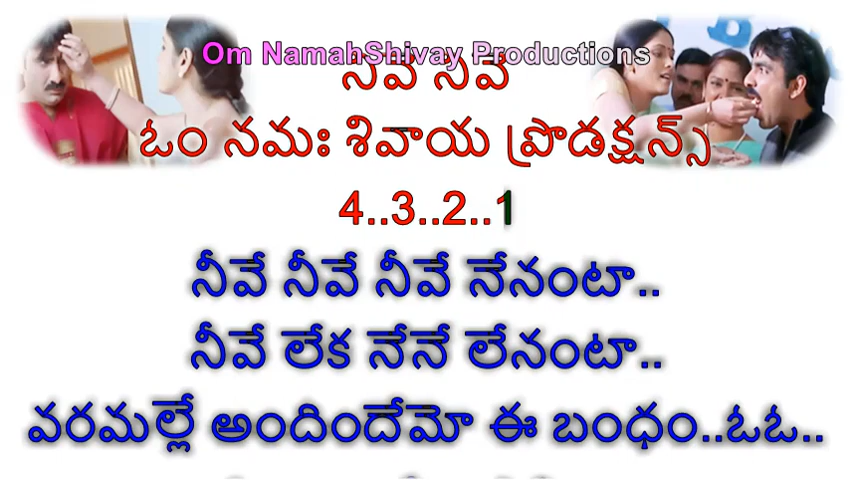 Om NamahShivay Productions
నీవే నీవే
ఓం నమః శివాయ ప్రొడక్షన్స్
4..3..2..1
నీవే నీవే నీవే నేనంటా..
నీవే లేక నేనే లేనంటా..
వరమల్లే అందిందేమో ఈ బంధం..ఓఓ..